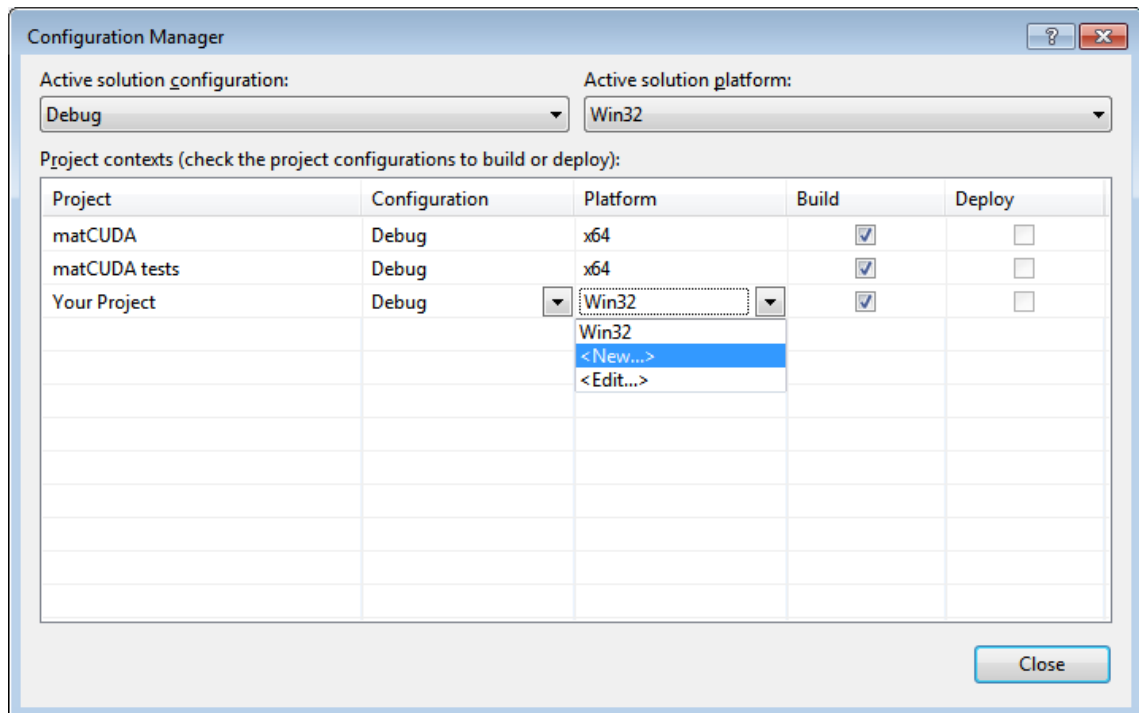 Configuration Manager
Active solution configuration: Active solution platform:
Debug Win32
Project contexts (check the project configurations to build or deploy):
Project Configuration Platform Build Deploy
matCUDA Debug x64
matCUDA tests Debug x64
Your Project Debug Win32
Win32
<New...>
<Edit...>
Close